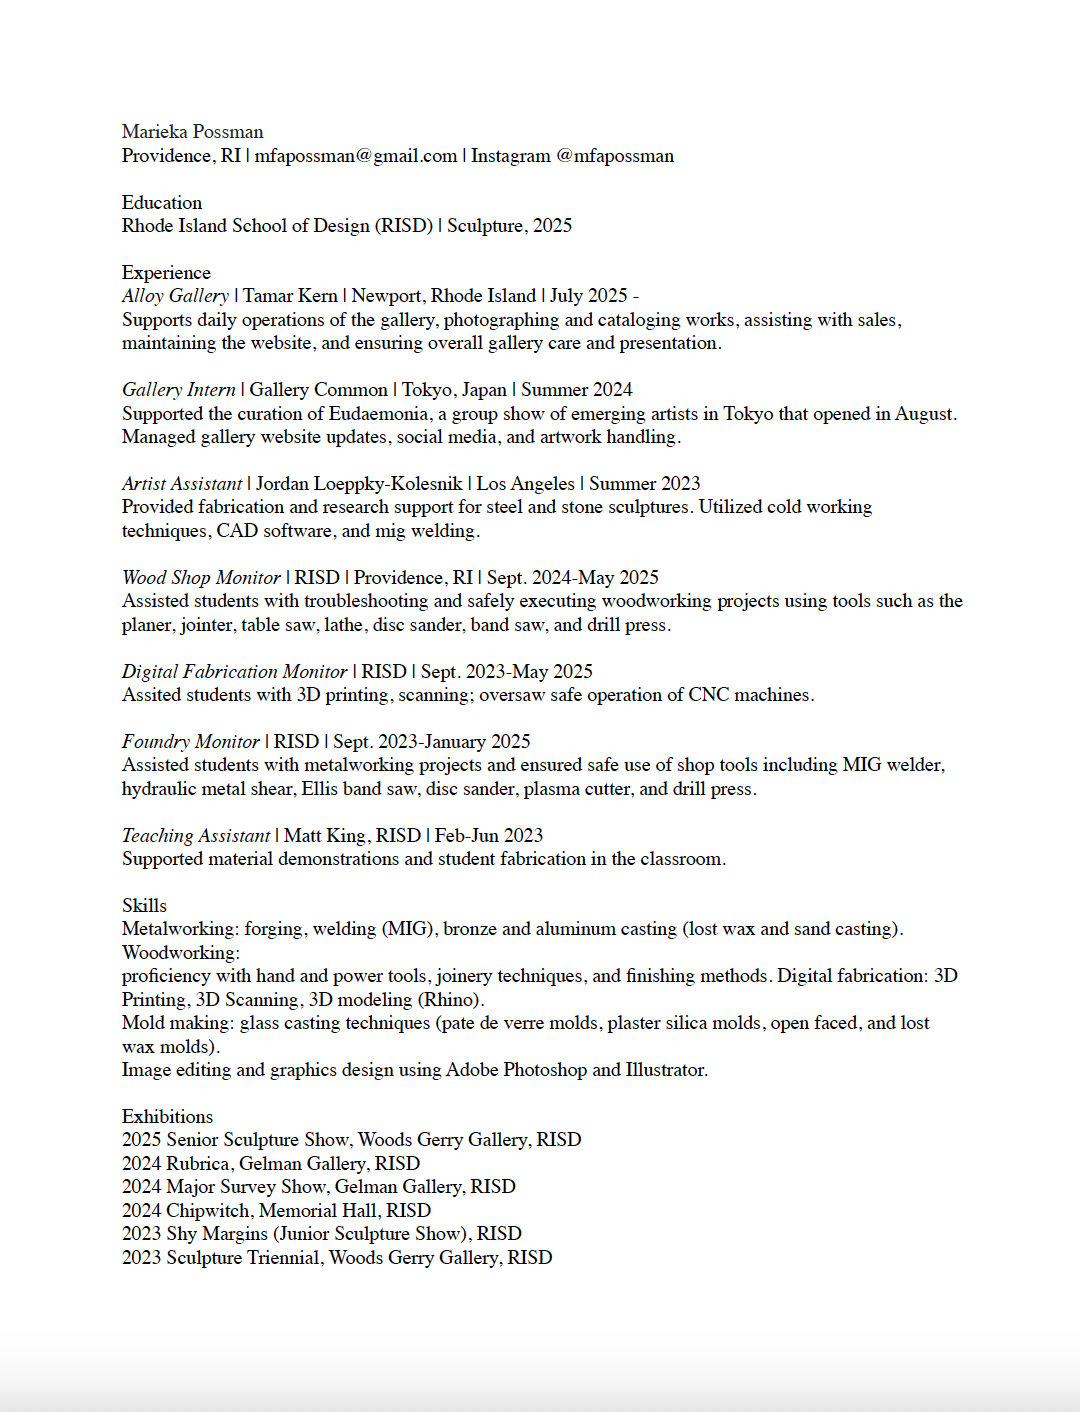 Marieka Possman
Providence, RI | mfapossman@gmail.com | Instagram @mfapossman
Education
Rhode Island School of Design (RISD) | Sculpture, 2025
Experience
Alloy Gallery | Tamar Kern | Newport, Rhode Island | July 2025 -
Supports daily operations of the gallery, photographing and cataloging works, assisting with sales,
maintaining the website, and ensuring overall gallery care and presentation.
Gallery Intern | Gallery Common | Tokyo, Japan | Summer 2024
Supported the curation of Eudaemonia, a group show of emerging artists in Tokyo that opened in August.
Managed gallery website updates, social media, and artwork handling.
Artist Assistant | Jordan Loeppky-Kolesnik | Los Angeles | Summer 2023
Provided fabrication and research support for steel and stone sculptures. Utilized cold working
techniques, CAD software, and mig welding.
Wood Shop Monitor | RISD | Providence, RI | Sept. 2024-May 2025
Assisted students with troubleshooting and safely executing woodworking projects using tools such as the
planer, jointer, table saw, lathe, disc sander, band saw, and drill press.
Digital Fabrication Monitor | RISD | Sept. 2023-May 2025
Assited students with 3D printing, scanning; oversaw safe operation of CNC machines.
Foundry Monitor | RISD | Sept. 2023-January 2025
Assisted students with metalworking projects and ensured safe use of shop tools including MIG welder,
hydraulic metal shear, Ellis band saw, disc sander, plasma cutter, and drill press.
Teaching Assistant | Matt King, RISD | Feb-Jun 2023
Supported material demonstrations and student fabrication in the classroom.
Skills
Metalworking: forging, welding (MIG), bronze and aluminum casting (lost wax and sand casting).
Woodworking:
proficiency with hand and power tools, joinery techniques, and finishing methods. Digital fabrication: 3D
Printing, 3D Scanning, 3D modeling (Rhino).
Mold making: glass casting techniques (pate de verre molds, plaster silica molds, open faced, and lost
wax molds).
Image editing and graphics design using Adobe Photoshop and Illustrator.
Exhibitions
2025 Senior Sculpture Show, Woods Gerry Gallery, RISD
2024 Rubrica, Gelman Gallery, RISD
2024 Major Survey Show, Gelman Gallery, RISD
2024 Chipwitch, Memorial Hall, RISD
2023 Shy Margins (Junior Sculpture Show), RISD
2023 Sculpture Triennial, Woods Gerry Gallery, RISD